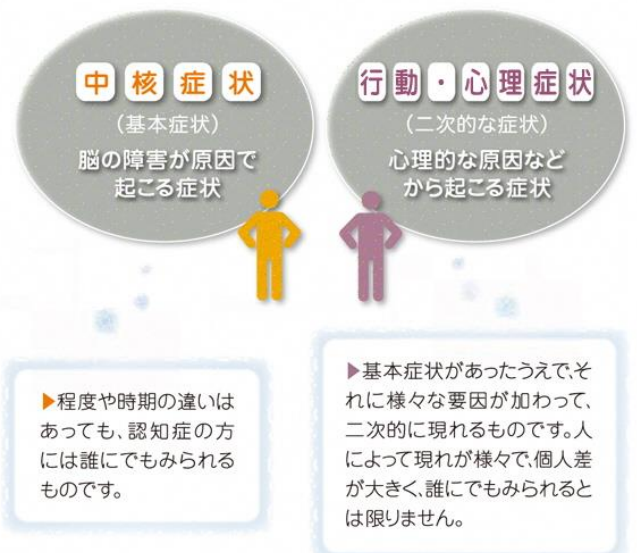 中核症状
（基本症状）
脳の障害が原因で
起こる症状
行動・心理症状
（二次的な症状）
心理的な原因など
から起こる症状
▶程度や時期の違いは
あっても、認知症の方
には誰にでもみられる
ものです。
▶基本症状があったうえで、そ
れに様々な要因が加わって、
二次的に現れるものです。人
によって現れが様々で、個人差
が大きく、誰にでもみられると
は限りません。